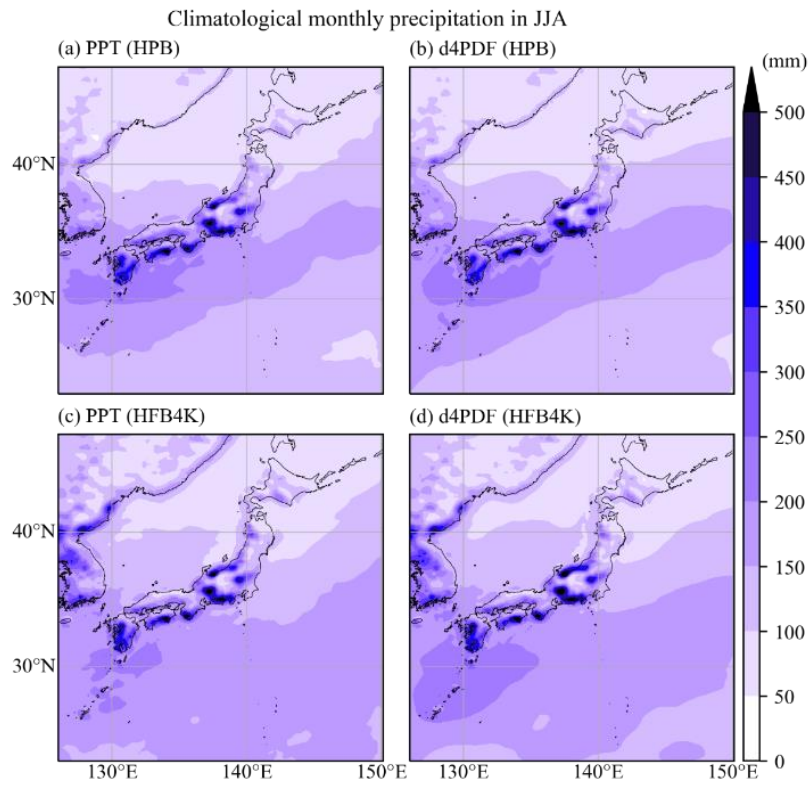 Climatological monthly precipitation in JJA
(a) PPT (HPB)
(b) d4PDF (HPB)
(mm)
500
450
400
350
300
250
200
150
100
50
0
40°N
30°N
(c) PPT (HFB4K)
(d) d4PDF (HFB4K)
40°N
30°N
130°E 140°E 150°E 130°E 140°E 150°E